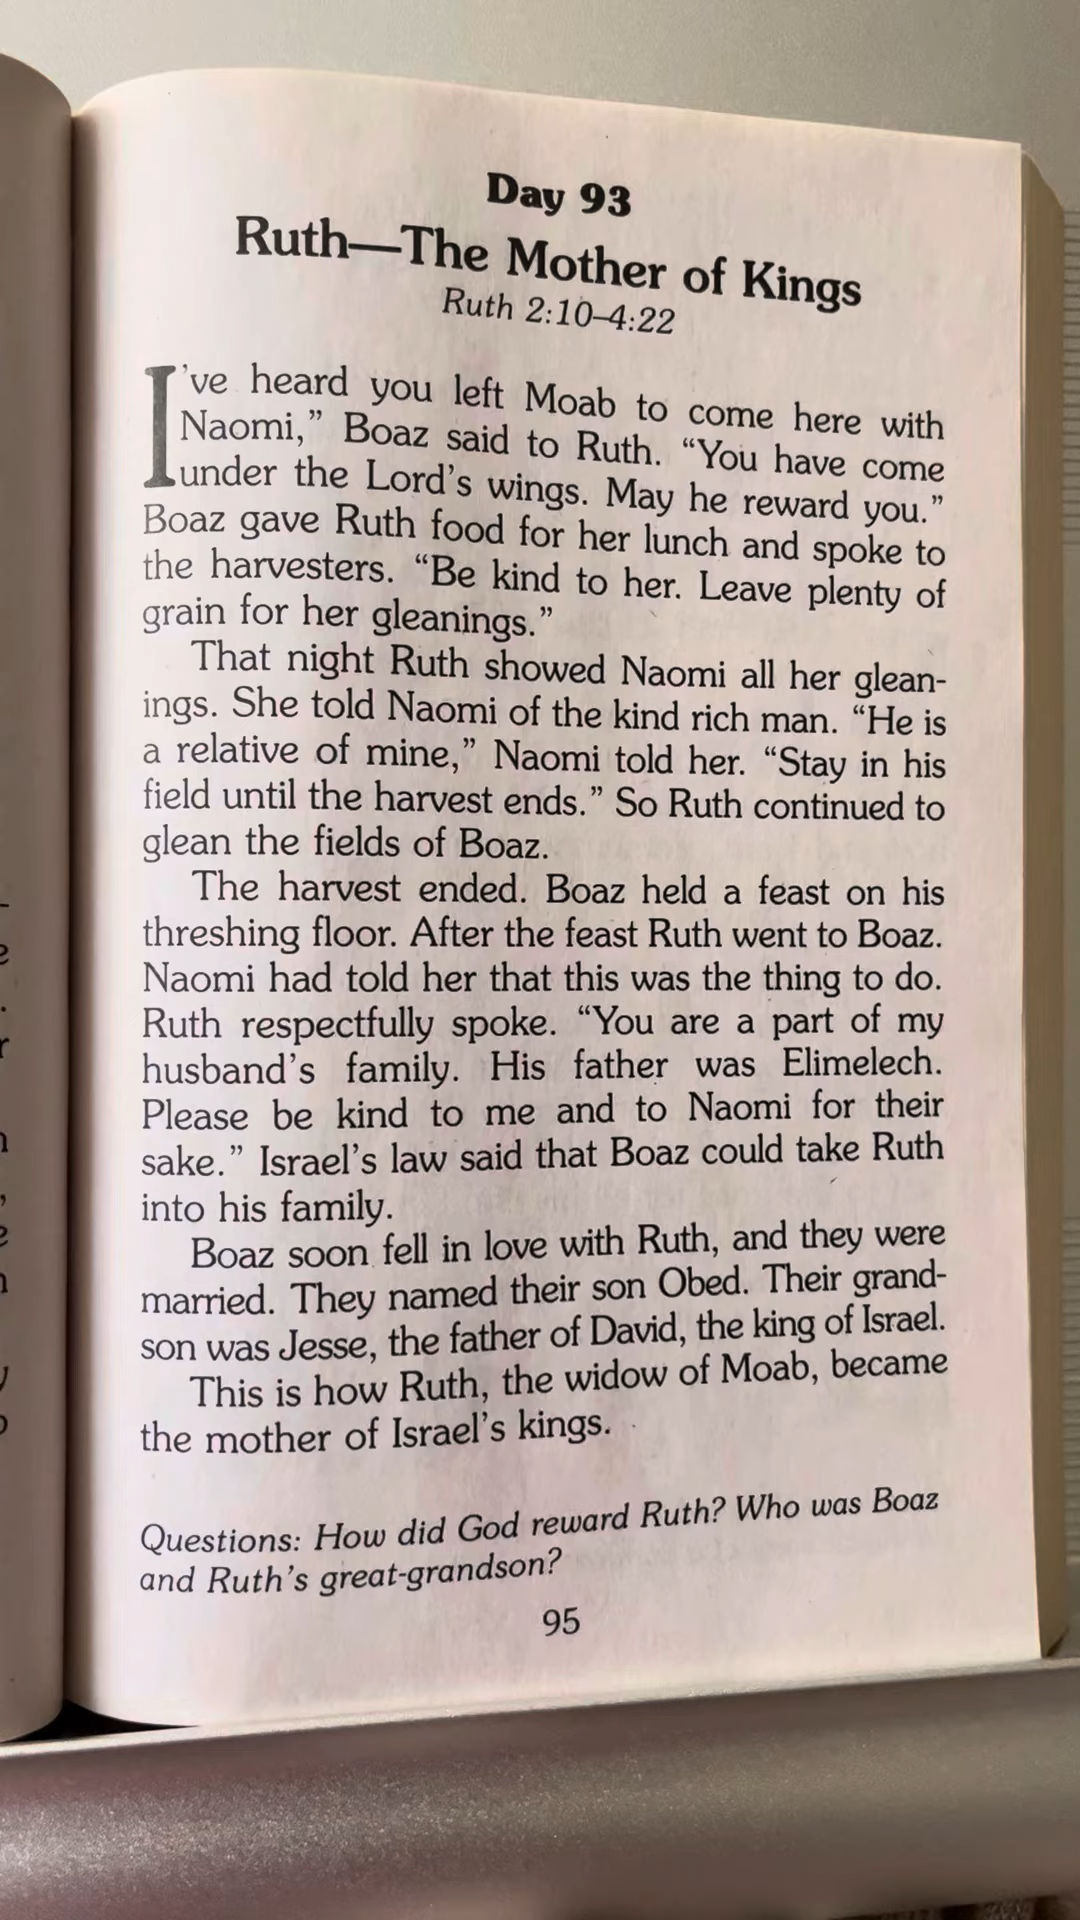 Day 93
Ruth—The Mother of Kings
Ruth 2:10–4:22
I've heard you left Moab to come here with
Naomi,” Boaz said to Ruth. “You have come
under the Lord's wings. May he reward you.”
Boaz gave Ruth food for her lunch and spoke to
the harvesters. “Be kind to her. Leave plenty of
grain for her gleanings.”
That night Ruth showed Naomi all her glean-
ings. She told Naomi of the kind rich man. “He is
a relative of mine,” Naomi told her. “Stay in his
field until the harvest ends.” So Ruth continued to
glean the fields of Boaz.
The harvest ended. Boaz held a feast on his
threshing floor. After the feast Ruth went to Boaz.
Naomi had told her that this was the thing to do.
Ruth respectfully spoke. “You are a part of my
husband's family. His father was Elimelech.
Please be kind to me and to Naomi for their
sake.” Israel's law said that Boaz could take Ruth
into his family.
Boaz soon fell in love with Ruth, and they were
married. They named their son Obed. Their grand-
son was Jesse, the father of David, the king of Israel.
This is how Ruth, the widow of Moab, became
the mother of Israel's kings.
Questions: How did God reward Ruth? Who was Boaz
and Ruth's great-grandson?
95